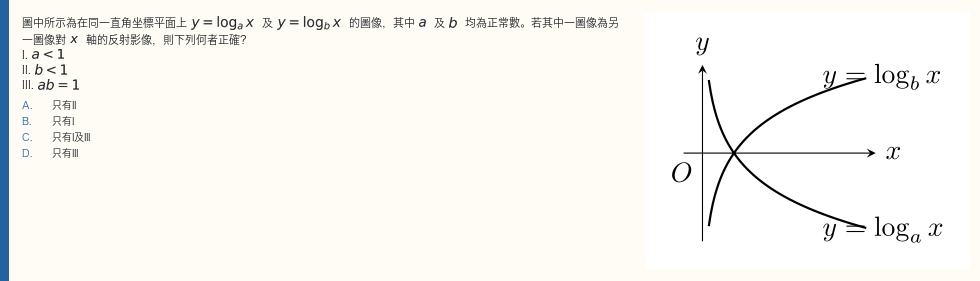 圖中所示為在同一直角坐標平面上 y = log_a x 及 y = log_b x 的圖像，其中 a 及 b 均為正常數。若其中一圖像為另
一圖像對 x 軸的反射影像，則下列何者正確？
I. a < 1
II. b < 1
III. ab = 1
A. 只有II
B. 只有I
C. 只有I及III
D. 只有III
y
y = log_b x
x
O
y = log_a x